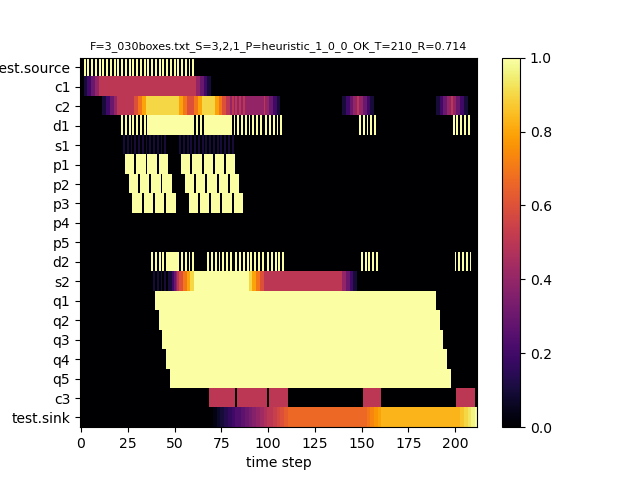 F=3_030boxes.txt_S=3,2,1_P=heuristic_1_0_0_OK_T=210_R=0.714
est.source
c1
c2
d1
s1
p1
p2
p3
p4
p5
d2
s2
q1
q2
q3
q4
q5
c3
test.sink
0 25 50 75 100 125 150 175 200
time step
1.0
0.8
0.6
0.4
0.2
0.0